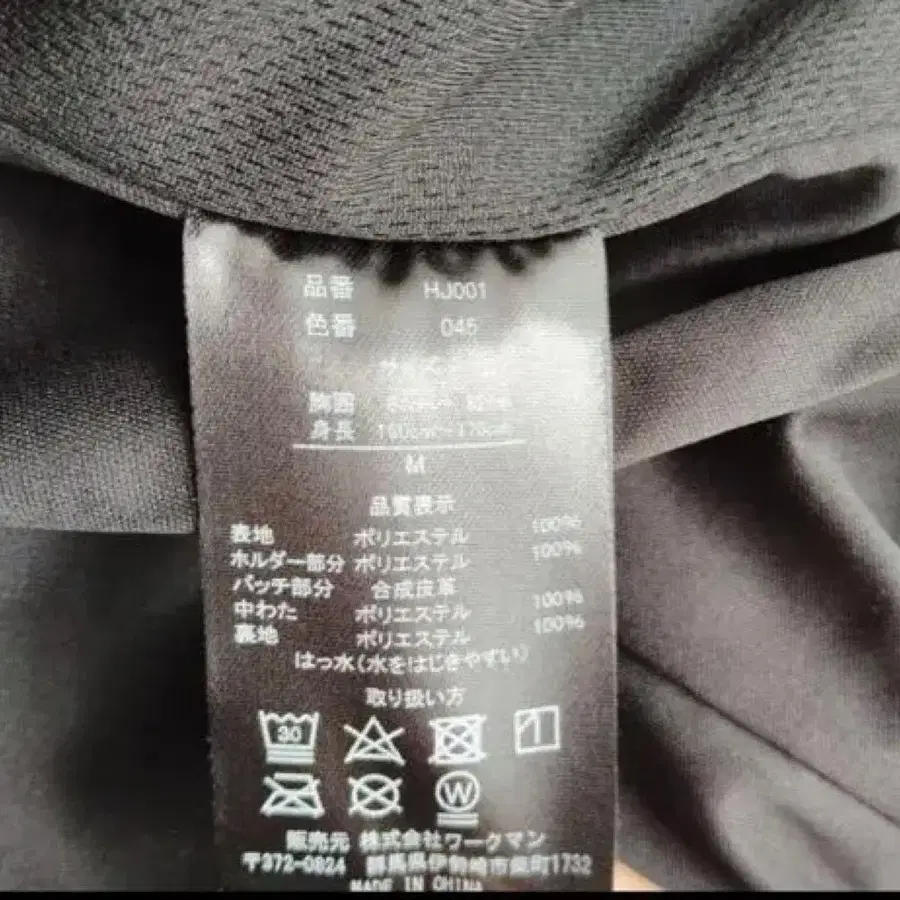 品番 HJ001
色番 045
サイズ
胸囲
身長
M
品質表示
表地 ポリエステル 100%
ホルダー部分 ポリエステル 100%
パッチ部分 合成皮革
中わた ポリエステル 100%
裏地 ポリエステル 100%
はっ水(水をはじきやすい)
取り扱い方
30
W
販売元 株式会社ワークマン
〒372-0824 群馬県伊勢崎市柴町1732
MADE IN CHINA